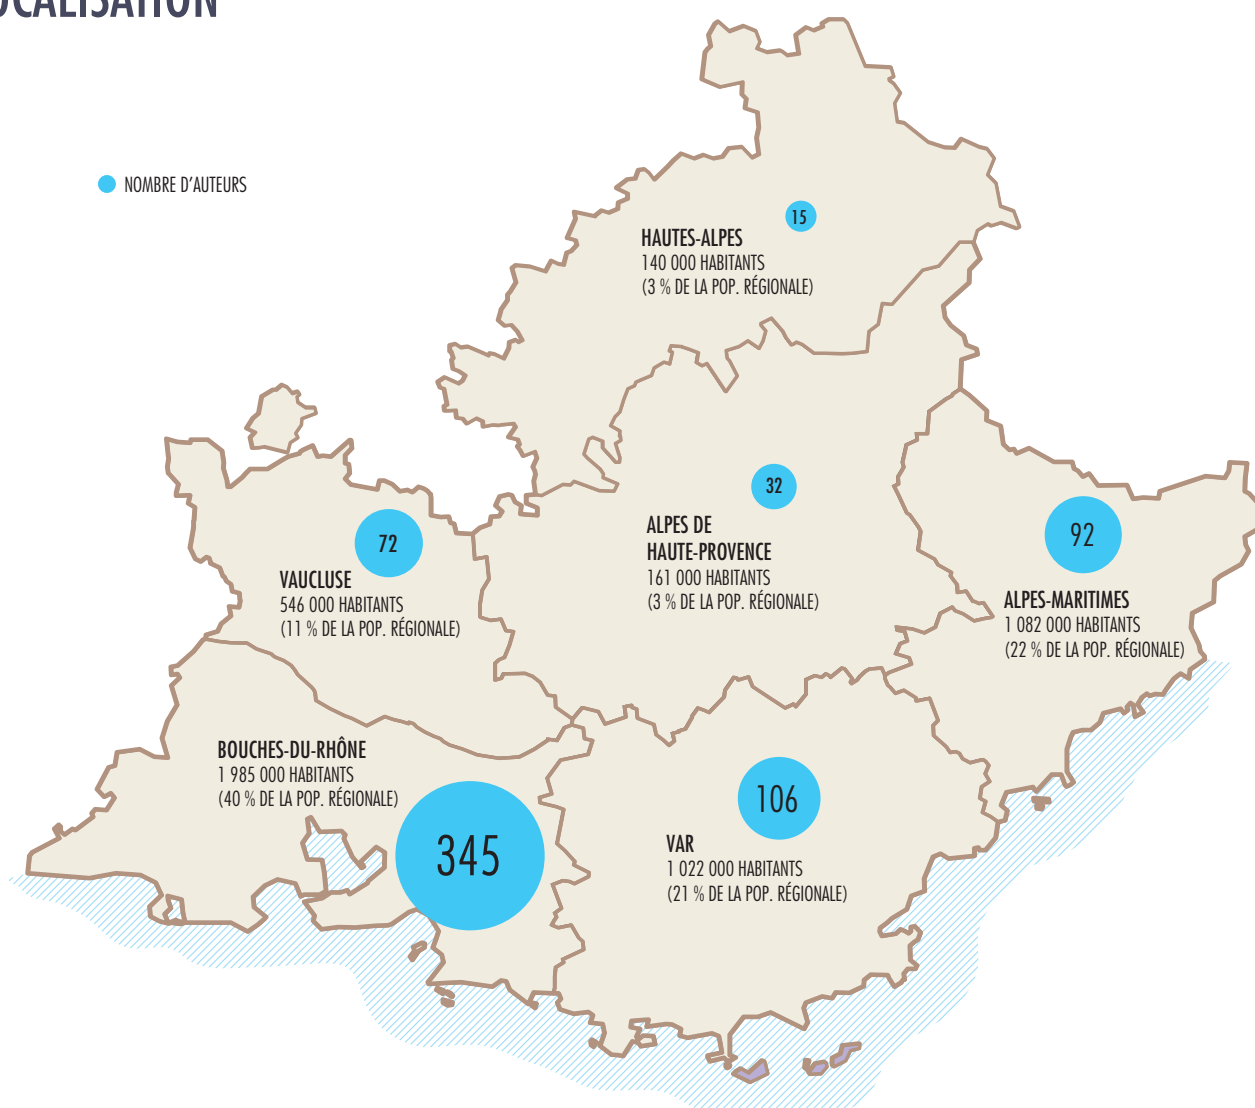 NOMBRE D'AUTEURS
15
HAUTES-ALPES
140 000 HABITANTS
(3 % DE LA POP. RÉGIONALE)
32
ALPES DE
HAUTE-PROVENCE
161 000 HABITANTS
(3 % DE LA POP. RÉGIONALE)
72
VAUCLUSE
546 000 HABITANTS
(11 % DE LA POP. RÉGIONALE)
92
ALPES-MARITIMES
1 082 000 HABITANTS
(22 % DE LA POP. RÉGIONALE)
BOUCHES-DU-RHÔNE
1 985 000 HABITANTS
(40 % DE LA POP. RÉGIONALE)
345
106
VAR
1 022 000 HABITANTS
(21 % DE LA POP. RÉGIONALE)